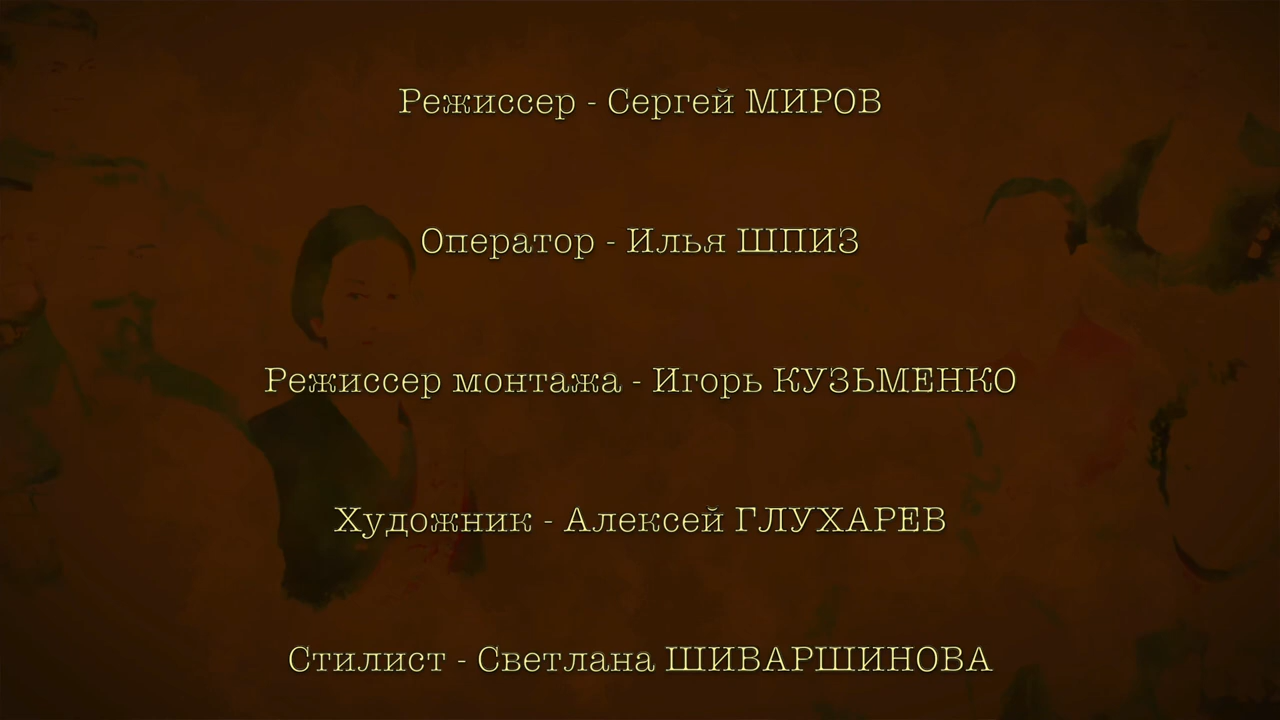 Режиссер - Сергей МИРОВ
Оператор - Илья ШПИЗ
Режиссер монтажа - Игорь КУЗЬМЕНКО
Художник - Алексей ГЛУХАРЕВ
Стилист - Светлана ШИВАРШИНОВА